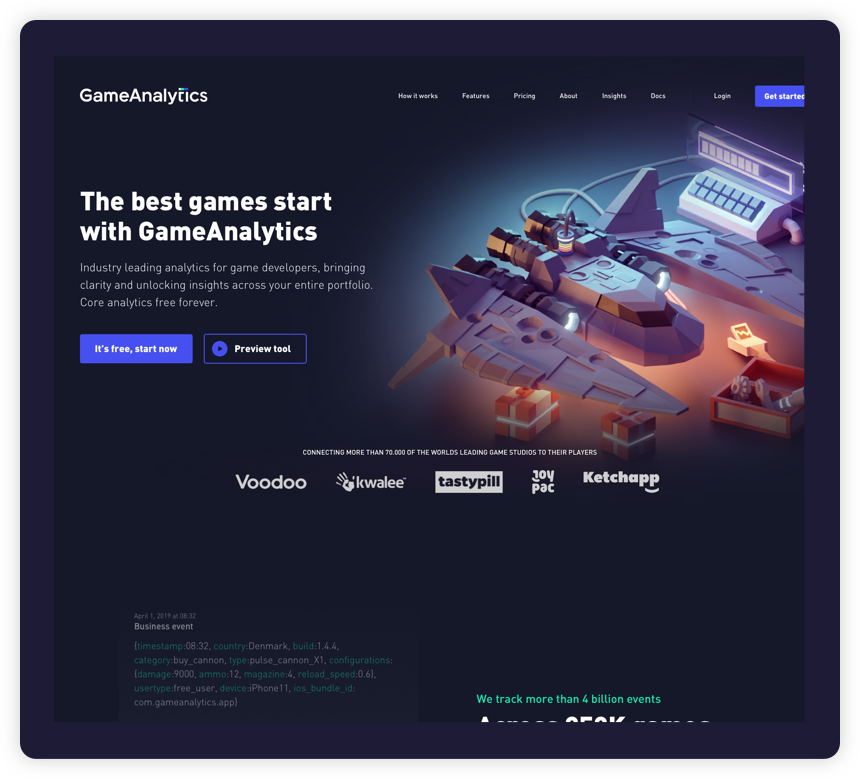 GameAnalytics
How it works Features Pricing About Insights Docs Login Get started
The best games start
with GameAnalytics
Industry leading analytics for game developers, bringing
clarity and unlocking insights across your entire portfolio.
Core analytics free forever.
It's free, start now Preview tool
CONNECTING MORE THAN 70.000 OF THE WORLDS LEADING GAME STUDIOS TO THEIR PLAYERS
Voodoo kwalee tastypill JOY PAC Ketchapp
April 1, 2019 at 08:32
Business event
{timestamp:08:32, country:Denmark, build:1.4.4,
category:buy_cannon, type:pulse_cannon_X1, configurations:
{damage:9000, ammo:12, magazine:4, reload_speed:0.6},
usertype:free_user, device:iPhone11, ios_bundle_id:
com.gameanalytics.app}
We track more than 4 billion events
Across 850K games